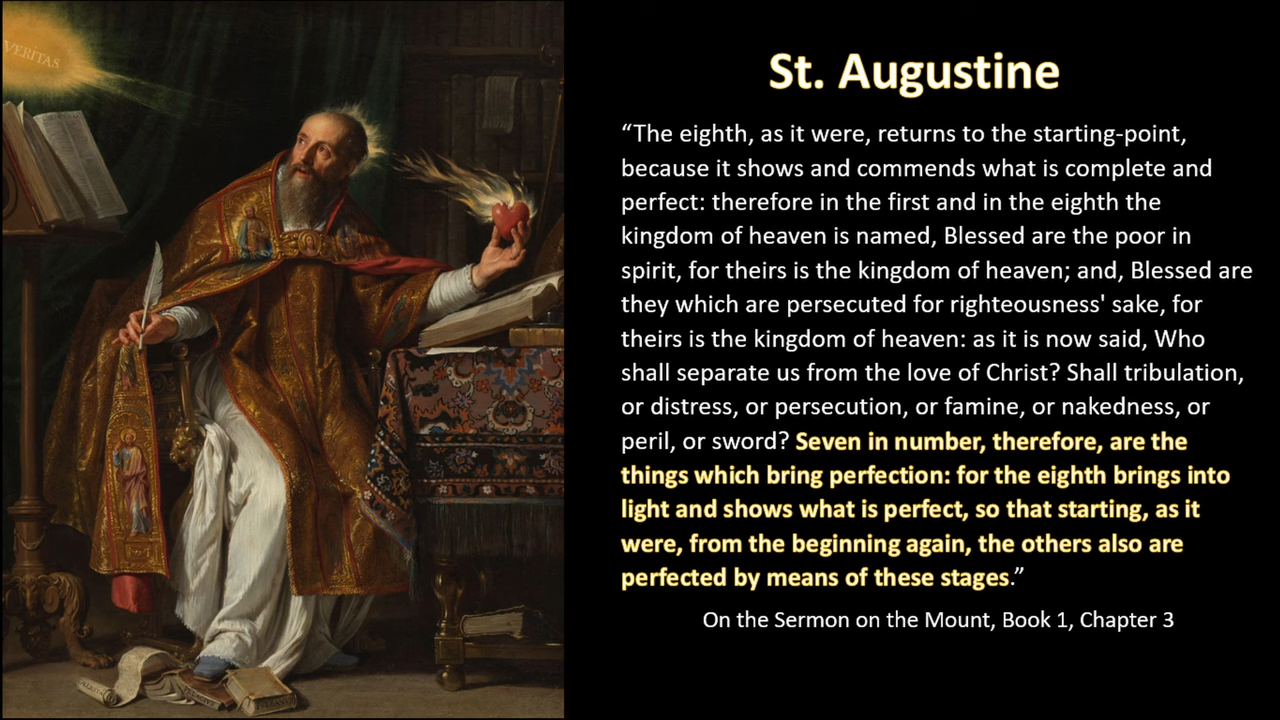 VERITAS
St. Augustine
“The eighth, as it were, returns to the starting-point,
because it shows and commends what is complete and
perfect: therefore in the first and in the eighth the
kingdom of heaven is named, Blessed are the poor in
spirit, for theirs is the kingdom of heaven; and, Blessed are
they which are persecuted for righteousness' sake, for
theirs is the kingdom of heaven: as it is now said, Who
shall separate us from the love of Christ? Shall tribulation,
or distress, or persecution, or famine, or nakedness, or
peril, or sword? Seven in number, therefore, are the
things which bring perfection: for the eighth brings into
light and shows what is perfect, so that starting, as it
were, from the beginning again, the others also are
perfected by means of these stages.”
On the Sermon on the Mount, Book 1, Chapter 3